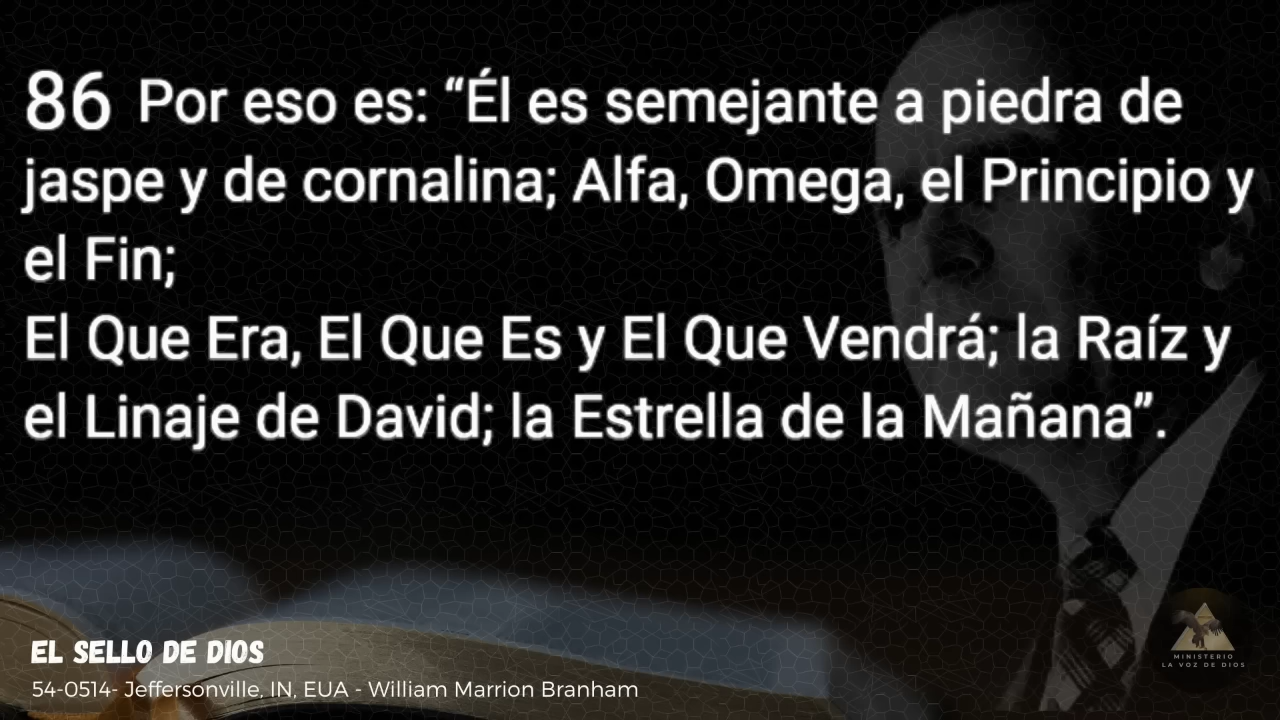 86 Por eso es: “Él es semejante a piedra de
jaspe y de cornalina; Alfa, Omega, el Principio y
el Fin;
El Que Era, El Que Es y El Que Vendrá; la Raíz y
el Linaje de David; la Estrella de la Mañana”.
EL SELLO DE DIOS
54-0514- Jeffersonville, IN, EUA - William Marrion Branham
MINISTERIO
LA VOZ DE DIOS